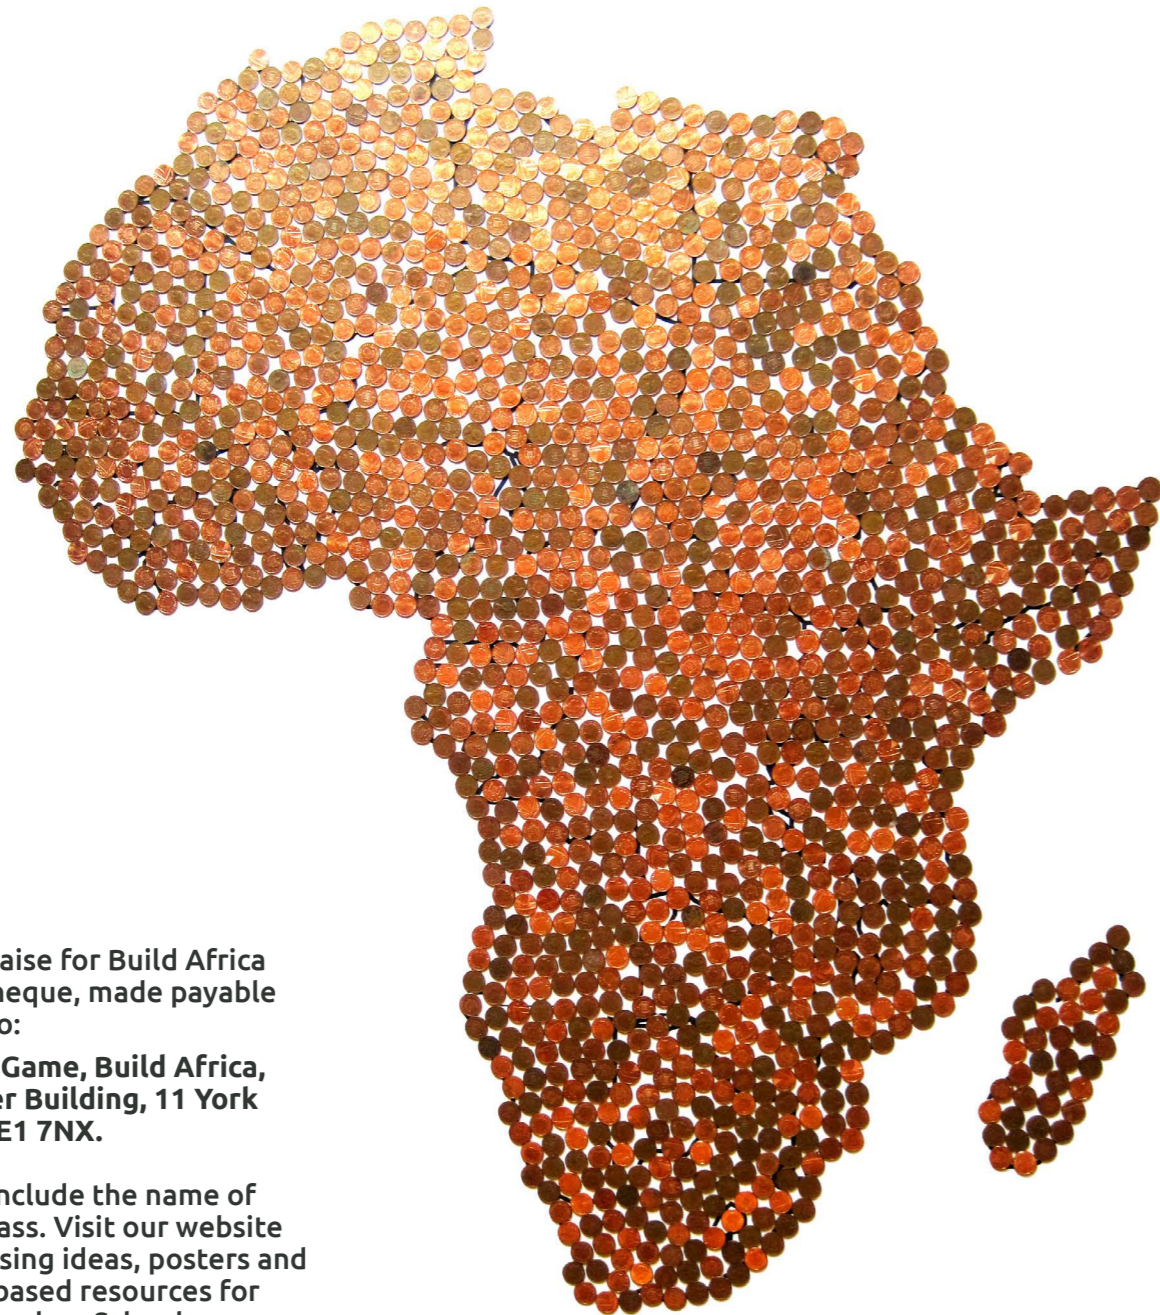 aise for Build Africa
heque, made payable
o:
Game, Build Africa,
er Building, 11 York
E1 7NX.
nclude the name of
ass. Visit our website
sing ideas, posters and
based resources for